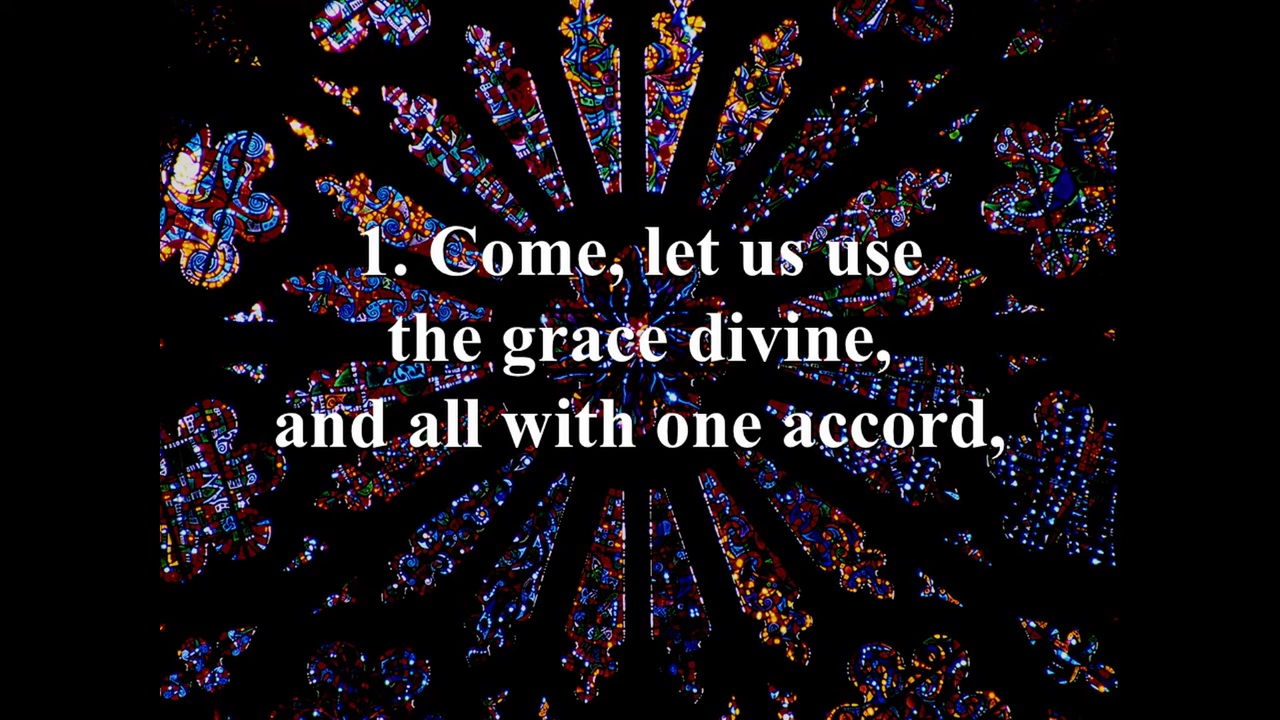 1. Come, let us use
the grace divine,
and all with one accord,